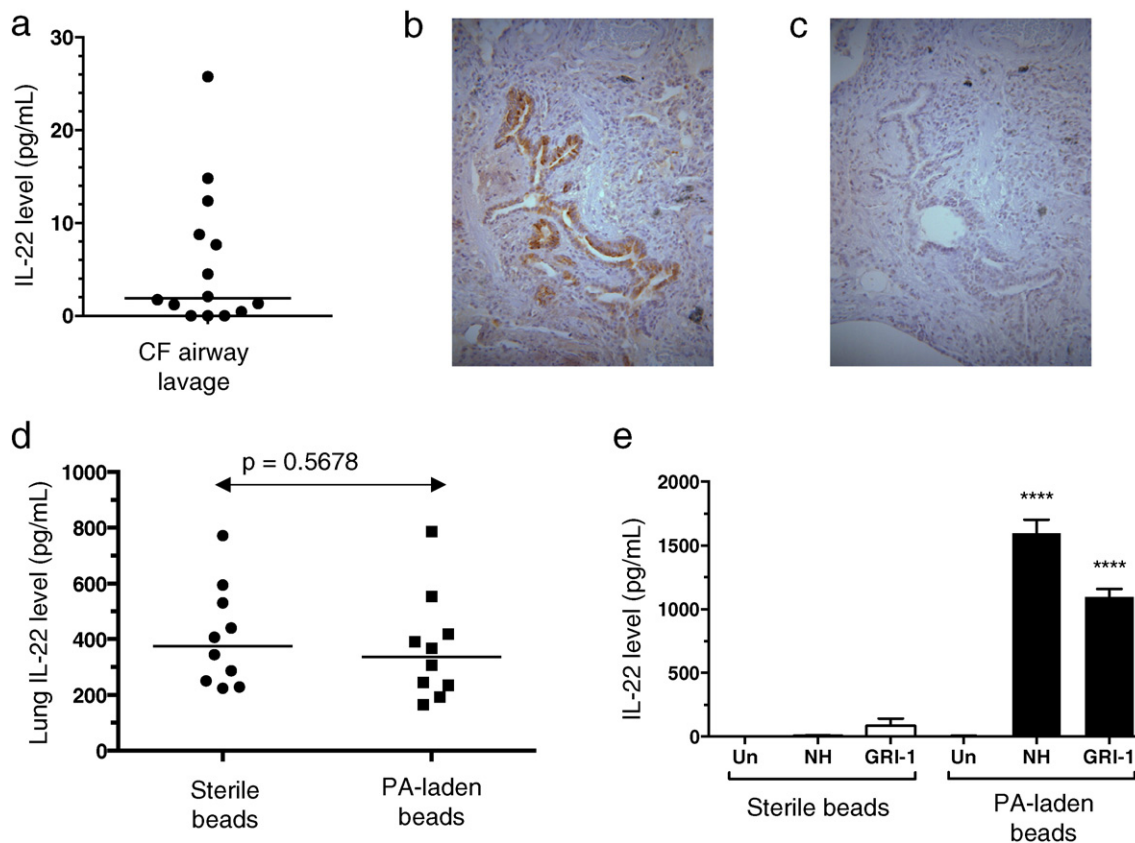 a
30
20
10
0
IL-22 level (pg/mL)
CF airway
lavage
b
c
d
p = 0.5678
1000
800
600
400
200
0
Lung IL-22 level (pg/mL)
Sterile
beads
PA-laden
beads
e
2000
1500
1000
500
0
IL-22 level (pg/mL)
****
****
Un NH GRI-1 Un NH GRI-1
Sterile beads
PA-laden
beads